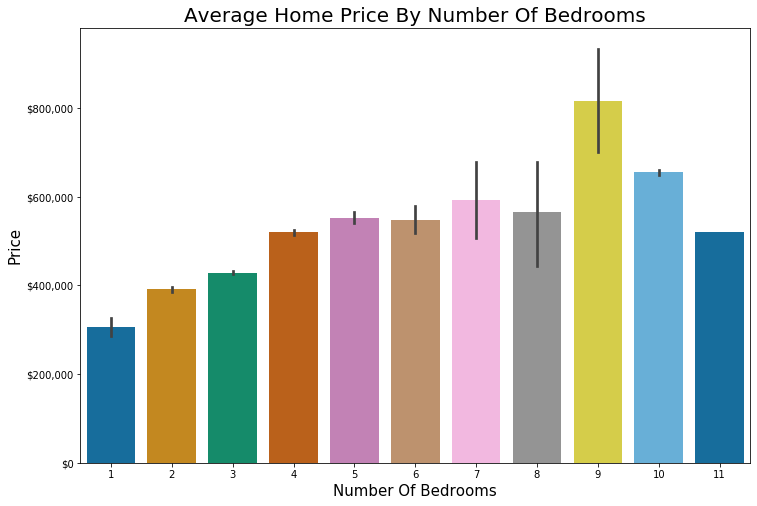 Average Home Price By Number Of Bedrooms
Price
$800,000
$600,000
$400,000
$200,000
$0
1 2 3 4 5 6 7 8 9 10 11
Number Of Bedrooms